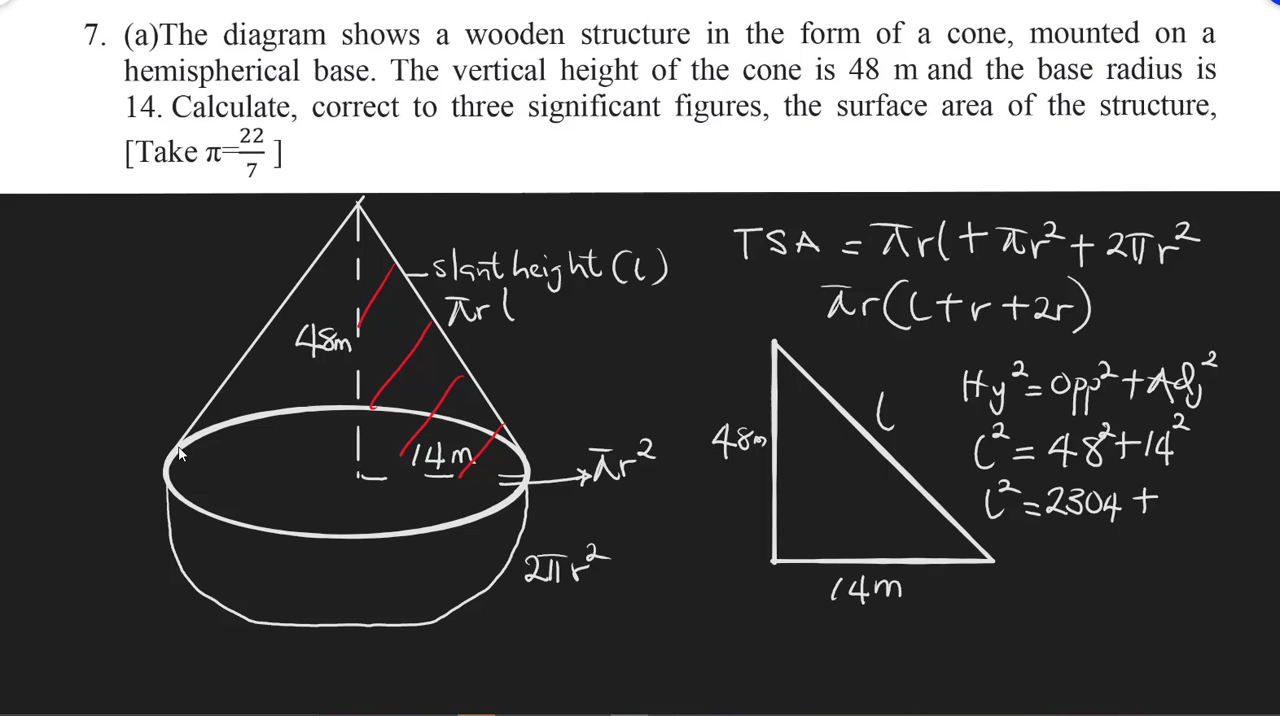 7. (a)The diagram shows a wooden structure in the form of a cone, mounted on a
hemispherical base. The vertical height of the cone is 48 m and the base radius is
14. Calculate, correct to three significant figures, the surface area of the structure,
[Take π=22/7 ]
TSA = πrl + πr² + 2πr²
πr(l + r + 2r)
slant height (l)
πrl
48m
14m
πr²
2πr²
48m
l
14m
Hy² = Opp² + Adj²
l² = 48² + 14²
l² = 2304 +